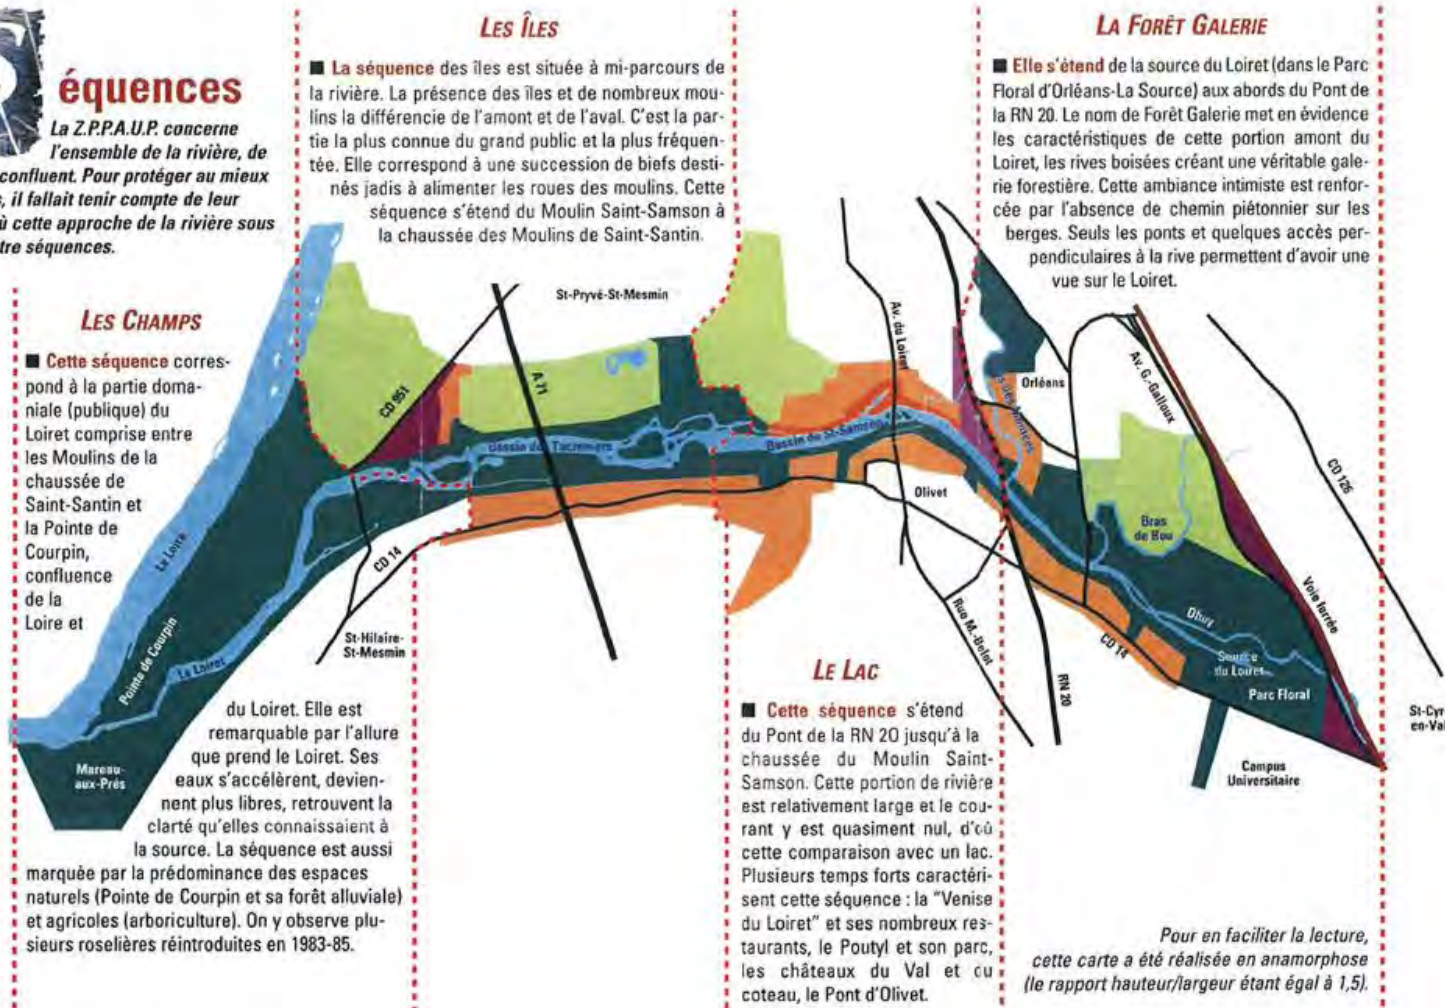 équences
La Z.P.P.A.U.P. concerne
l'ensemble de la rivière, de
confluent. Pour protéger au mieux
, il fallait tenir compte de leur
ù cette approche de la rivière sous
tre séquences.
LES CHAMPS
■ Cette séquence corres-
pond à la partie doma-
niale (publique) du
Loiret comprise entre
les Moulins de la
chaussée de
Saint-Santin et
la Pointe de
Courpin,
confluence
de la
Loire et
du Loiret. Elle est
remarquable par l'allure
que prend le Loiret. Ses
eaux s'accélèrent, devien-
nent plus libres, retrouvent la
clarté qu'elles connaissaient à
la source. La séquence est aussi
marquée par la prédominance des espaces
naturels (Pointe de Courpin et sa forêt alluviale)
et agricoles (arboriculture). On y observe plu-
sieurs roselières réintroduites en 1983-85.
LES ÎLES
■ La séquence des îles est située à mi-parcours de
la rivière. La présence des îles et de nombreux mou-
lins la différencie de l'amont et de l'aval. C'est la par-
tie la plus connue du grand public et la plus fréquen-
tée. Elle correspond à une succession de biefs desti-
nés jadis à alimenter les roues des moulins. Cette
séquence s'étend du Moulin Saint-Samson à
la chaussée des Moulins de Saint-Santin.
LE LAC
■ Cette séquence s'étend
du Pont de la RN 20 jusqu'à la
chaussée du Moulin Saint-
Samson. Cette portion de rivière
est relativement large et le cou-
rant y est quasiment nul, d'où
cette comparaison avec un lac.
Plusieurs temps forts caractéri-
sent cette séquence : la "Venise
du Loiret" et ses nombreux res-
taurants, le Poutyl et son parc,
les châteaux du Val et du
coteau, le Pont d'Olivet.
LA FORÊT GALERIE
■ Elle s'étend de la source du Loiret (dans le Parc
Floral d'Orléans-La Source) aux abords du Pont de
la RN 20. Le nom de Forêt Galerie met en évidence
les caractéristiques de cette portion amont du
Loiret, les rives boisées créant une véritable gale-
rie forestière. Cette ambiance intimiste est renfor-
cée par l'absence de chemin piétonnier sur les
berges. Seuls les ponts et quelques accès per-
pendiculaires à la rive permettent d'avoir une
vue sur le Loiret.
St-Pryvé-St-Mesmin
CD 951
A 71
Av. du Loiret
Orléans
Av. G.-Galloux
CD 126
La Loire
Bassin des Tacreniers
Bassin de St-Samson
Olivet
Bras
de Bou
Voie ferrée
Pointe de Courpin
Le Loiret
CD 14
St-Hilaire-
St-Mesmin
Rue M.-Belot
RN 20
CD 14
Dhuy
Source
du Loiret
Parc Floral
St-Cyr
en-Val
Mareau-
aux-Prés
Campus
Universitaire
Pour en faciliter la lecture,
cette carte a été réalisée en anamorphose
(le rapport hauteur/largeur étant égal à 1,5).